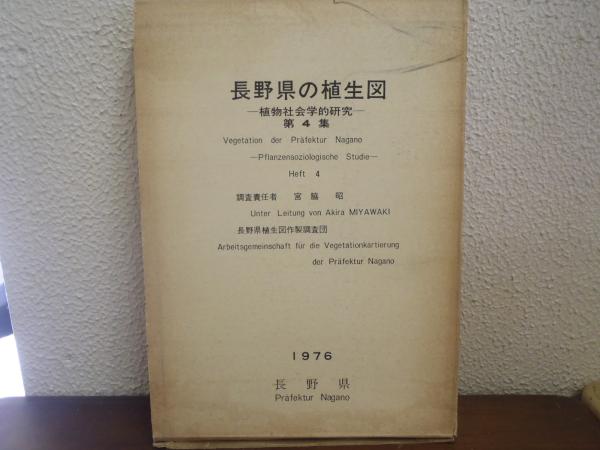 長野県の植生図
—植物社会学的研究—
第4集
Vegetation der Präfektur Nagano
—Pflanzensoziologische Studie—
Heft 4
調査責任者 宮脇 昭
Unter Leitung von Akira MIYAWAKI
長野県植生図作製調査団
Arbeitsgemeinschaft für die Vegetationkartierung
der Präfektur Nagano
1976
長野県
Präfektur Nagano